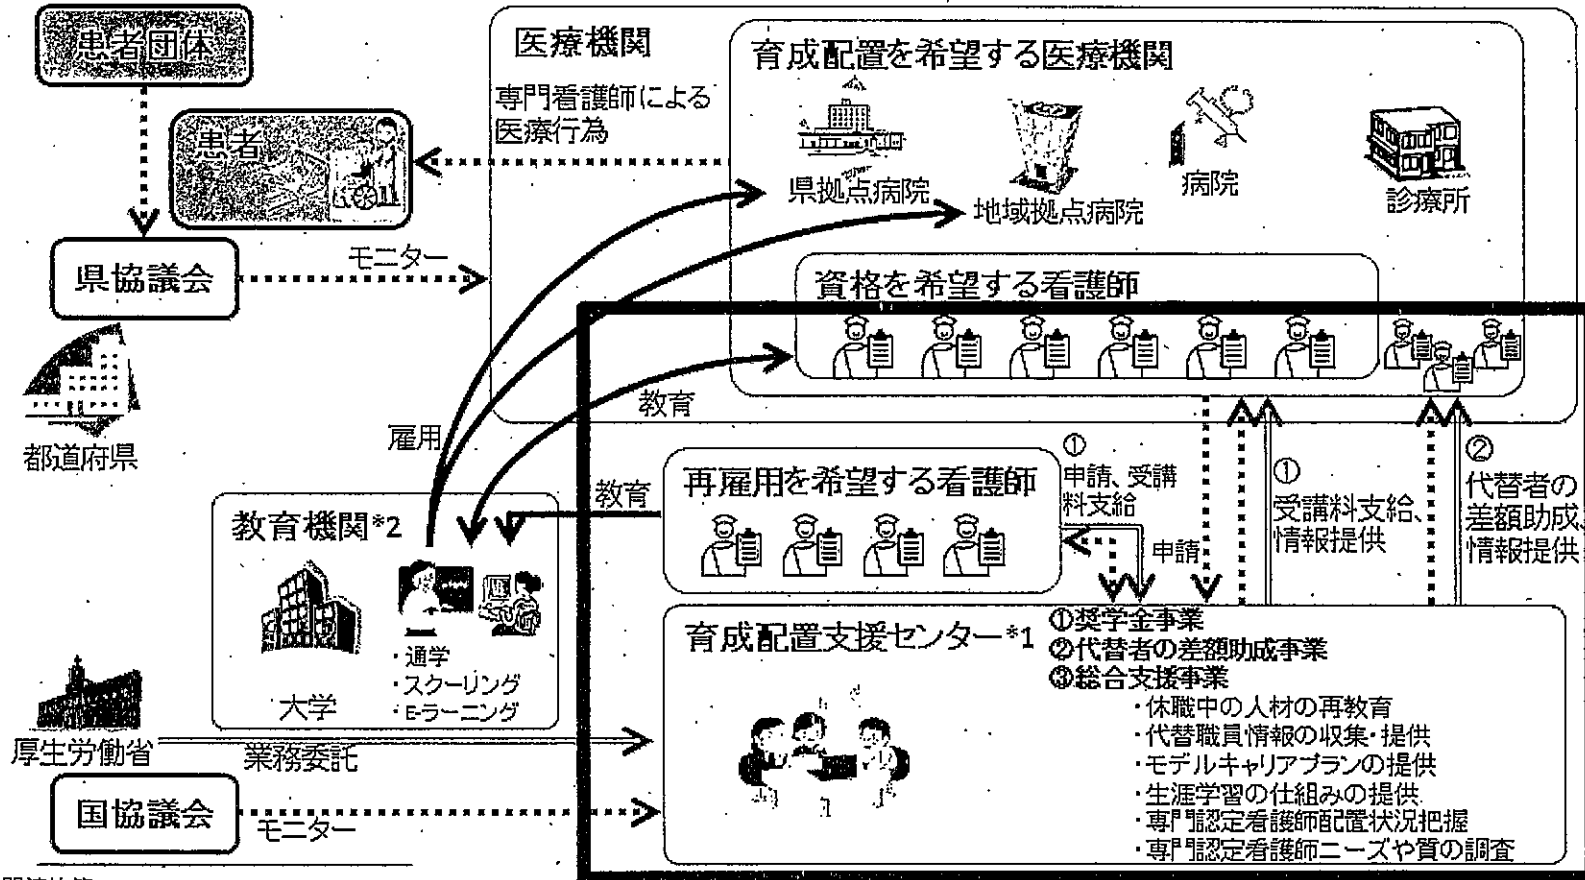 患者団体
患者
県協議会
モニター
都道府県
医療機関
専門看護師による
医療行為
育成配置を希望する医療機関
県拠点病院
地域拠点病院
病院
診療所
資格を希望する看護師
教育
雇用
教育
再雇用を希望する看護師
①
申請、受講
料支給
申請
①
受講料支給、
情報提供
②
代替者の
差額助成、
情報提供
教育機関*2
大学
・通学
・スクーリング
・E-ラーニング
厚生労働省
業務委託
国協議会
モニター
育成配置支援センター*1
①奨学金事業
②代替者の差額助成事業
③総合支援事業
・休職中の人材の再教育
・代替職員情報の収集・提供
・モデルキャリアプランの提供
・生涯学習の仕組みの提供
・専門認定看護師配置状況把握
・専門認定看護師ニーズや質の調査